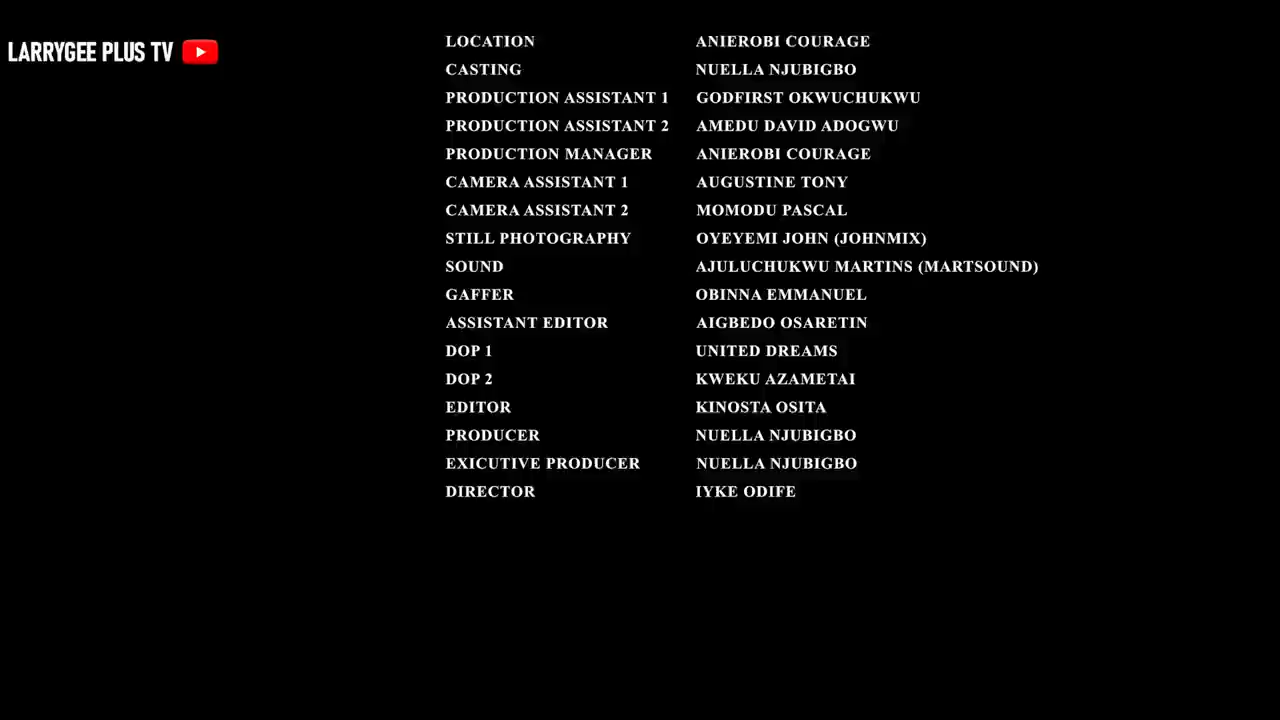 LARRYGEE PLUS TV
LOCATION ANIEROBI COURAGE
CASTING NUELLA NJUBIGBO
PRODUCTION ASSISTANT 1 GODFIRST OKWUCHUKWU
PRODUCTION ASSISTANT 2 AMEDU DAVID ADOGWU
PRODUCTION MANAGER ANIEROBI COURAGE
CAMERA ASSISTANT 1 AUGUSTINE TONY
CAMERA ASSISTANT 2 MOMODU PASCAL
STILL PHOTOGRAPHY OYEYEMI JOHN (JOHNMIX)
SOUND AJULUCHUKWU MARTINS (MARTSOUND)
GAFFER OBINNA EMMANUEL
ASSISTANT EDITOR AIGBEDO OSARETIN
DOP 1 UNITED DREAMS
DOP 2 KWEKU AZAMETAI
EDITOR KINOSTA OSITA
PRODUCER NUELLA NJUBIGBO
EXICUTIVE PRODUCER NUELLA NJUBIGBO
DIRECTOR IYKE ODIFE